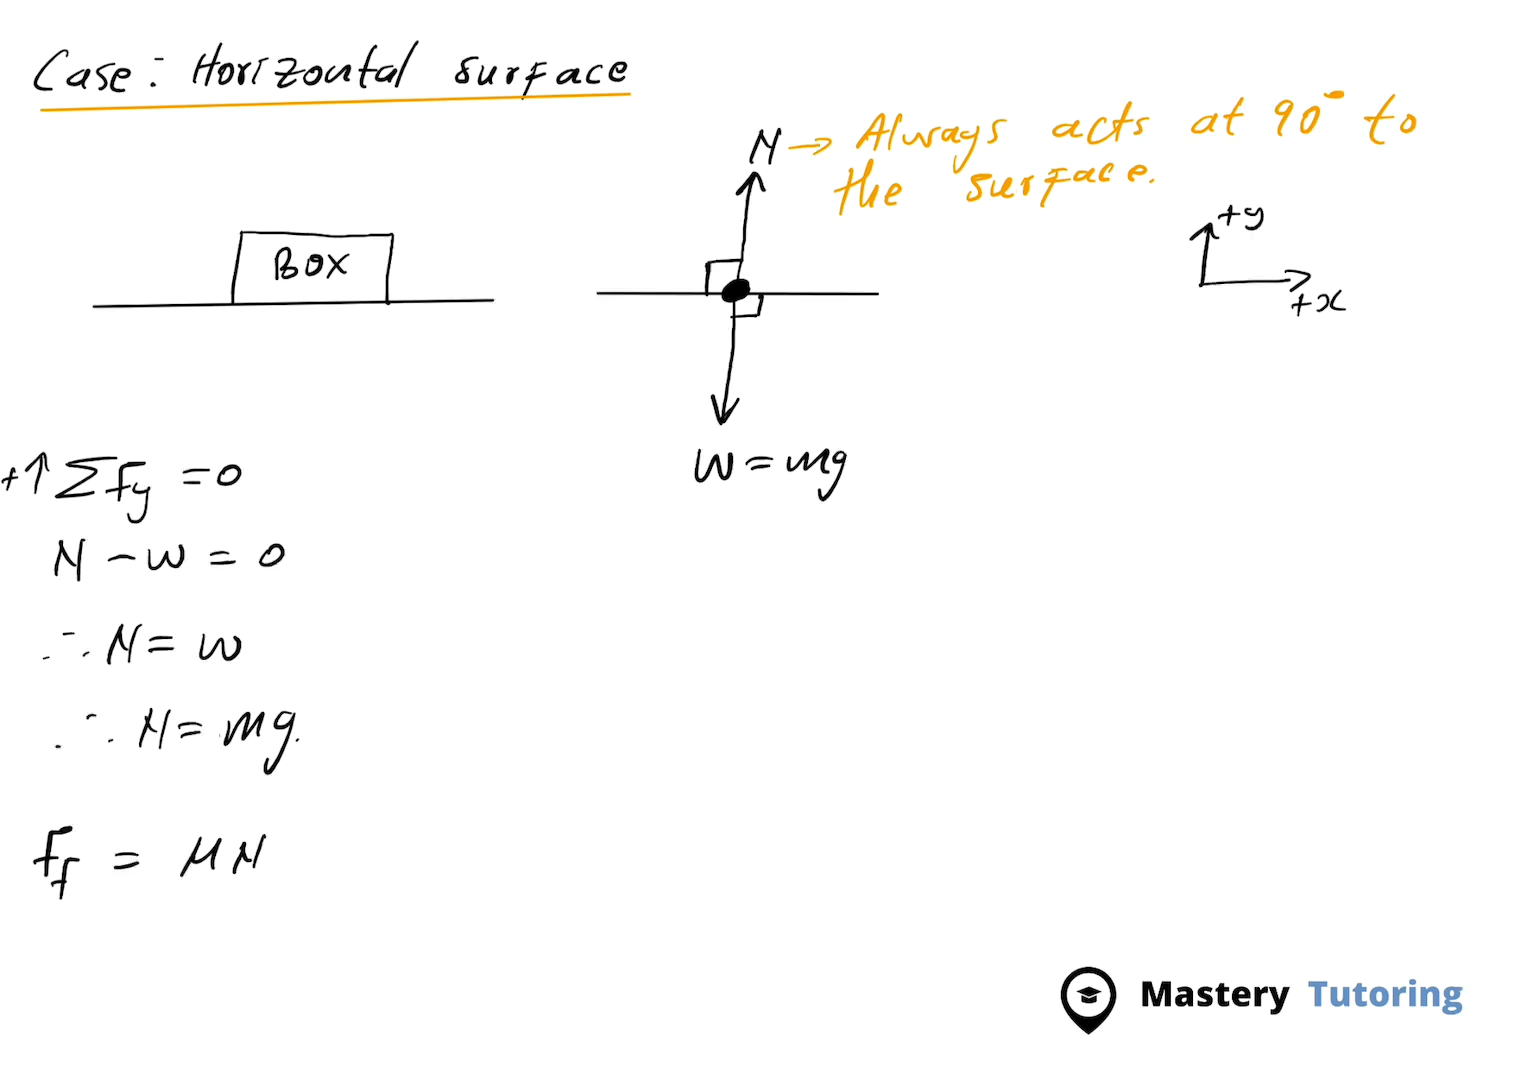 Case: Horizontal surface
N → Always acts at 90° to
the surface.
BOX
+y
+x
W = mg
+↑ ΣFy = 0
N - W = 0
∴ N = W
∴ N = mg.
Ff = μN
Mastery Tutoring